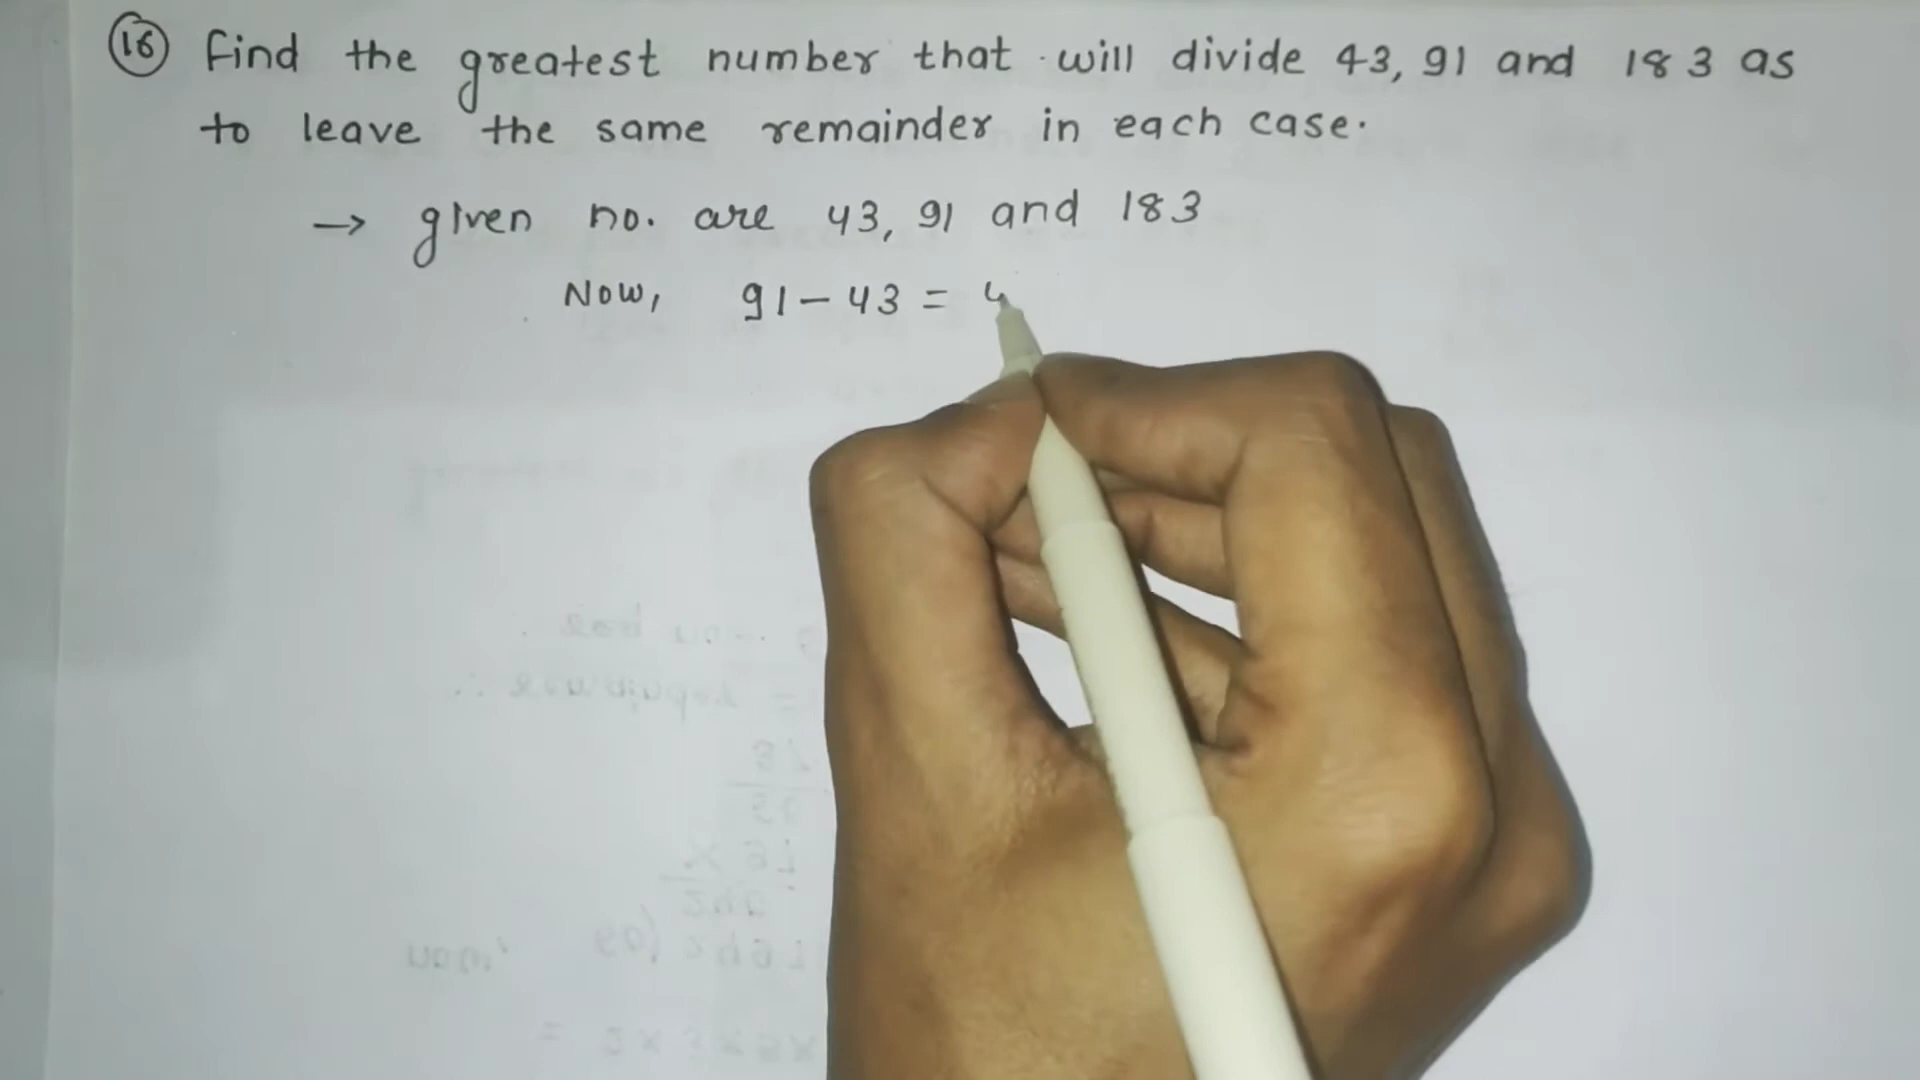 16 Find the greatest number that will divide 43, 91 and 183 as
to leave the same remainder in each case.
→ given no. are 43, 91 and 183
Now, 91 - 43 = 4